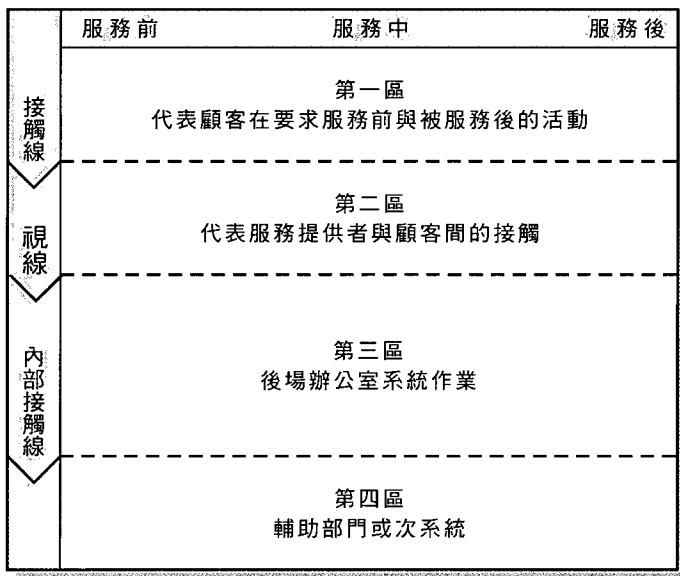 服務前 服務中 服務後
接觸線
第一區
代表顧客在要求服務前與被服務後的活動
視線
第二區
代表服務提供者與顧客間的接觸
內部接觸線
第三區
後場辦公室系統作業
第四區
輔助部門或次系統